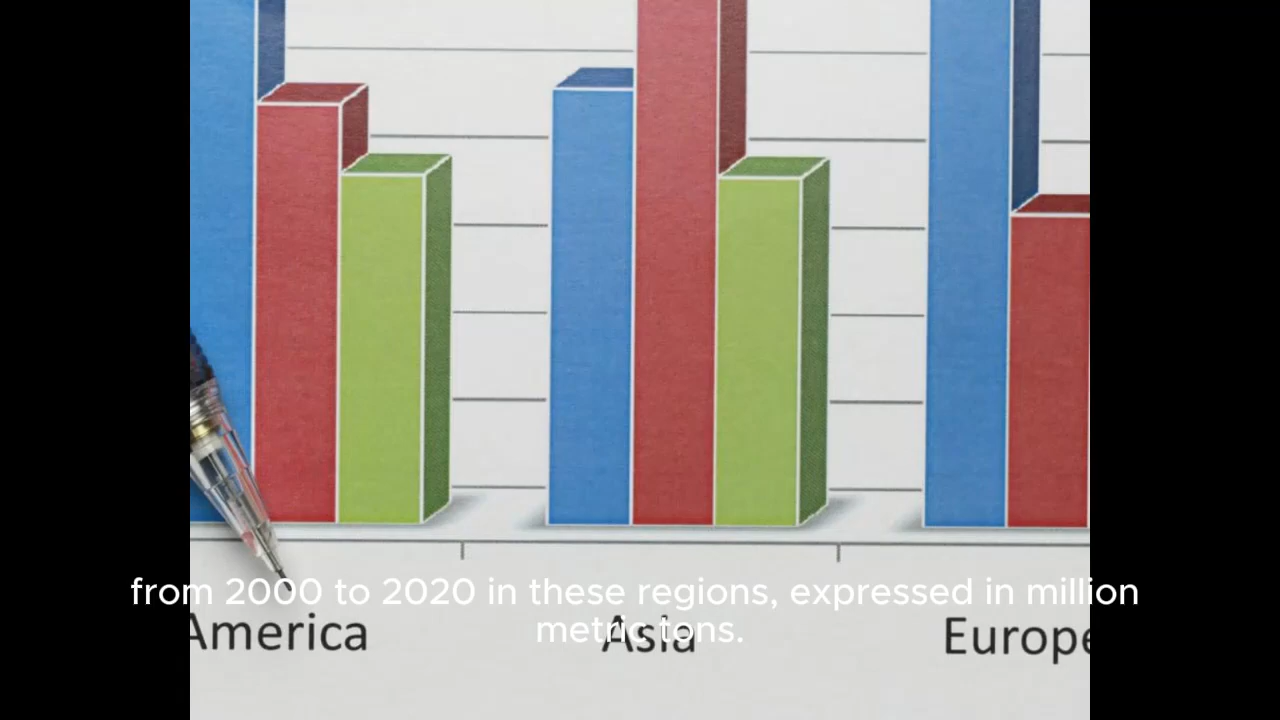 from 2000 to 2020 in these regions, expressed in million
metric tons.
America Asia Europe